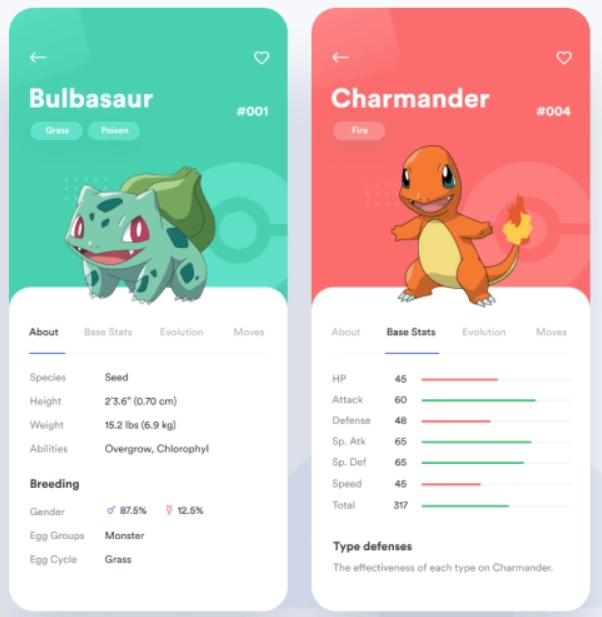 Bulbasaur
#001
Grass Poison
About Base Stats Evolution Moves
Species Seed
Height 2'3.6" (0.70 cm)
Weight 15.2 lbs (6.9 kg)
Abilities Overgrow, Chlorophyl
Breeding
Gender ♂ 87.5% ♀ 12.5%
Egg Groups Monster
Egg Cycle Grass
Charmander
#004
Fire
About Base Stats Evolution Moves
HP 45
Attack 60
Defense 48
Sp. Atk 65
Sp. Def 65
Speed 45
Total 317
Type defenses
The effectiveness of each type on Charmander.